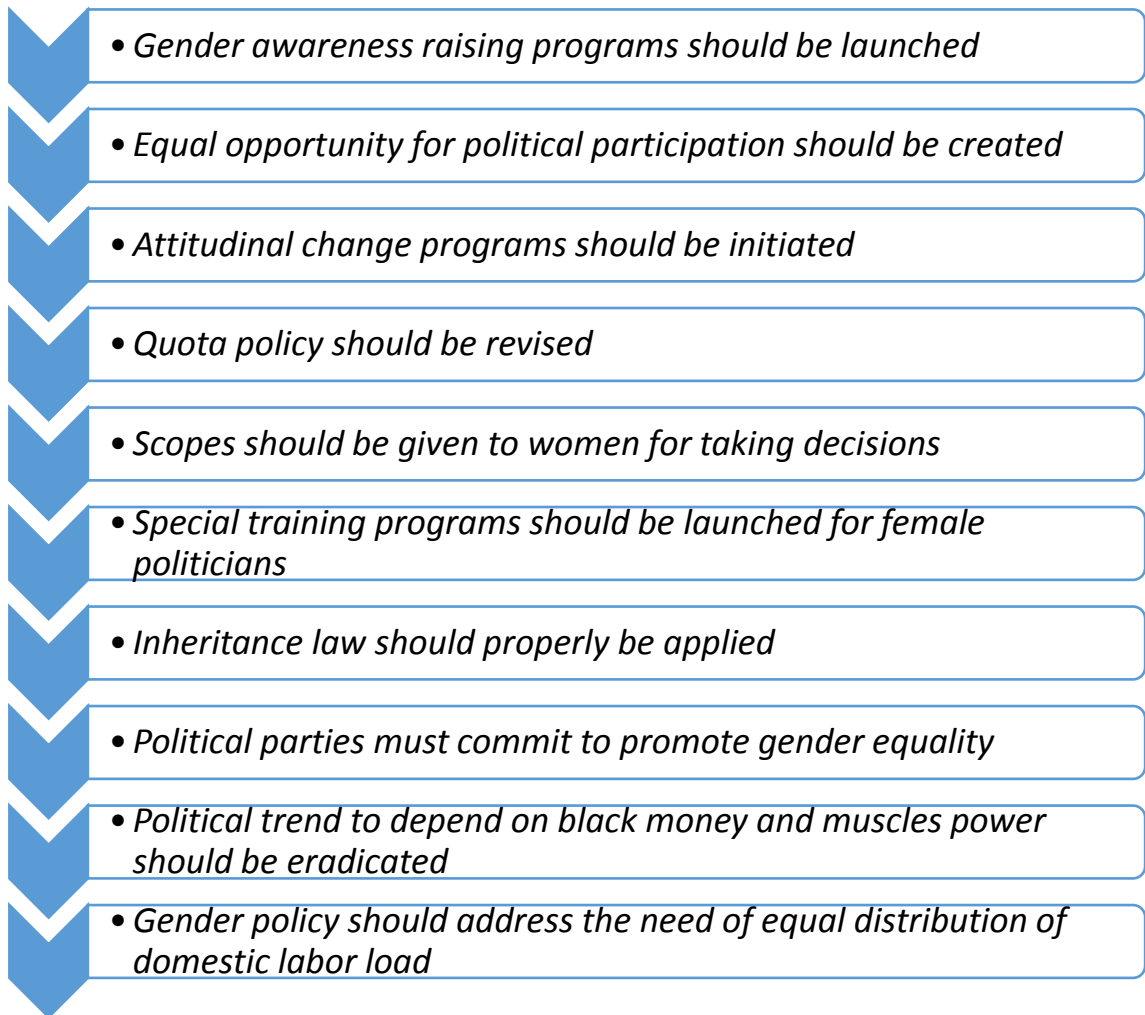 • Gender awareness raising programs should be launched
• Equal opportunity for political participation should be created
• Attitudinal change programs should be initiated
• Quota policy should be revised
• Scopes should be given to women for taking decisions
• Special training programs should be launched for female
politicians
• Inheritance law should properly be applied
• Political parties must commit to promote gender equality
• Political trend to depend on black money and muscles power
should be eradicated
• Gender policy should address the need of equal distribution of
domestic labor load